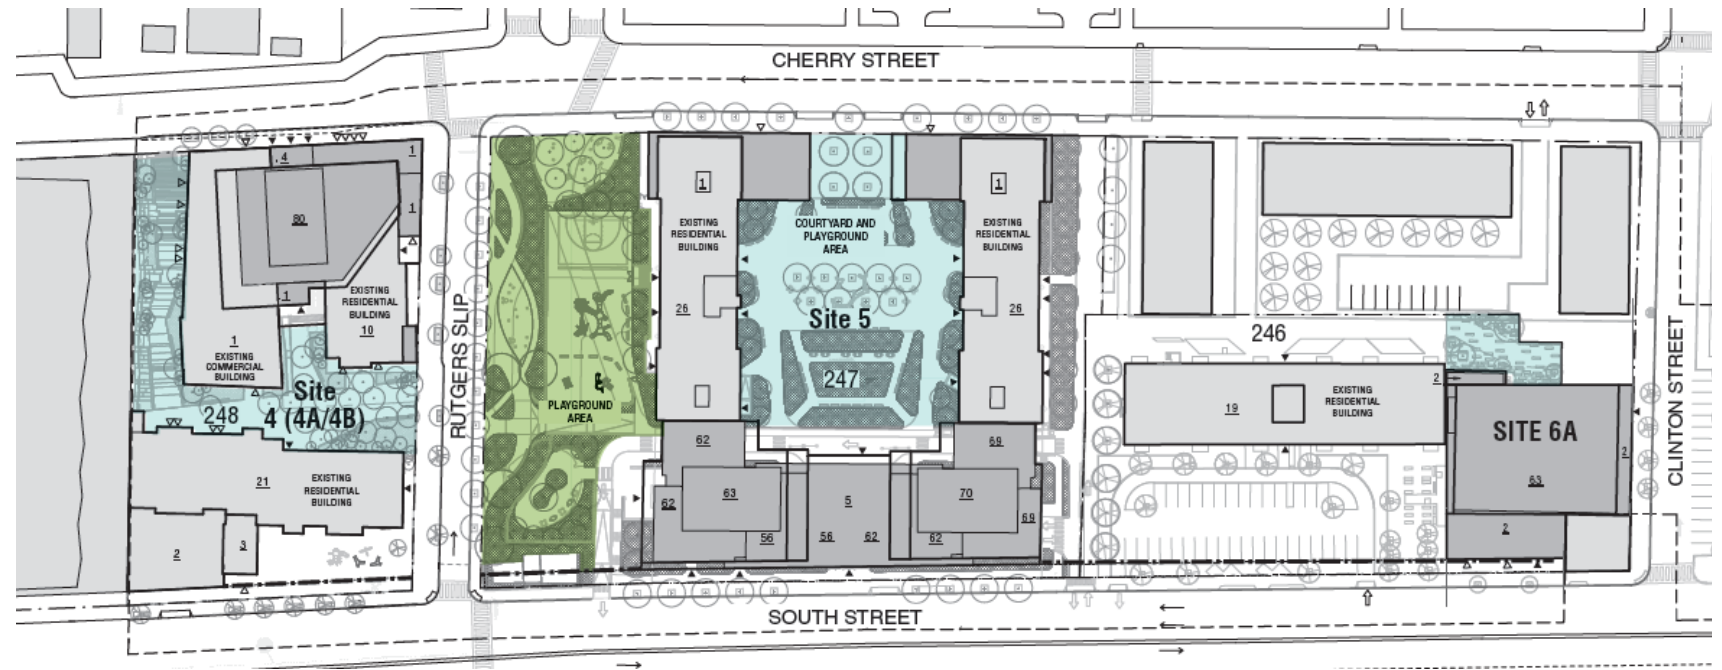 CHERRY STREET
4
1
80
1
1
EXISTING
RESIDENTIAL
BUILDING
10
1
EXISTING
COMMERCIAL
BUILDING
Site
4 (4A/4B)
248
21
EXISTING
RESIDENTIAL
BUILDING
2
3
RUTGERS SLIP
PLAYGROUND
AREA
1
EXISTING
RESIDENTIAL
BUILDING
26
COURTYARD AND
PLAYGROUND
AREA
Site 5
247
1
EXISTING
RESIDENTIAL
BUILDING
26
62
63
62
56
5
56
62
69
70
69
62
246
19
EXISTING
RESIDENTIAL
BUILDING
2
SITE 6A
63
2
2
CLINTON STREET
SOUTH STREET